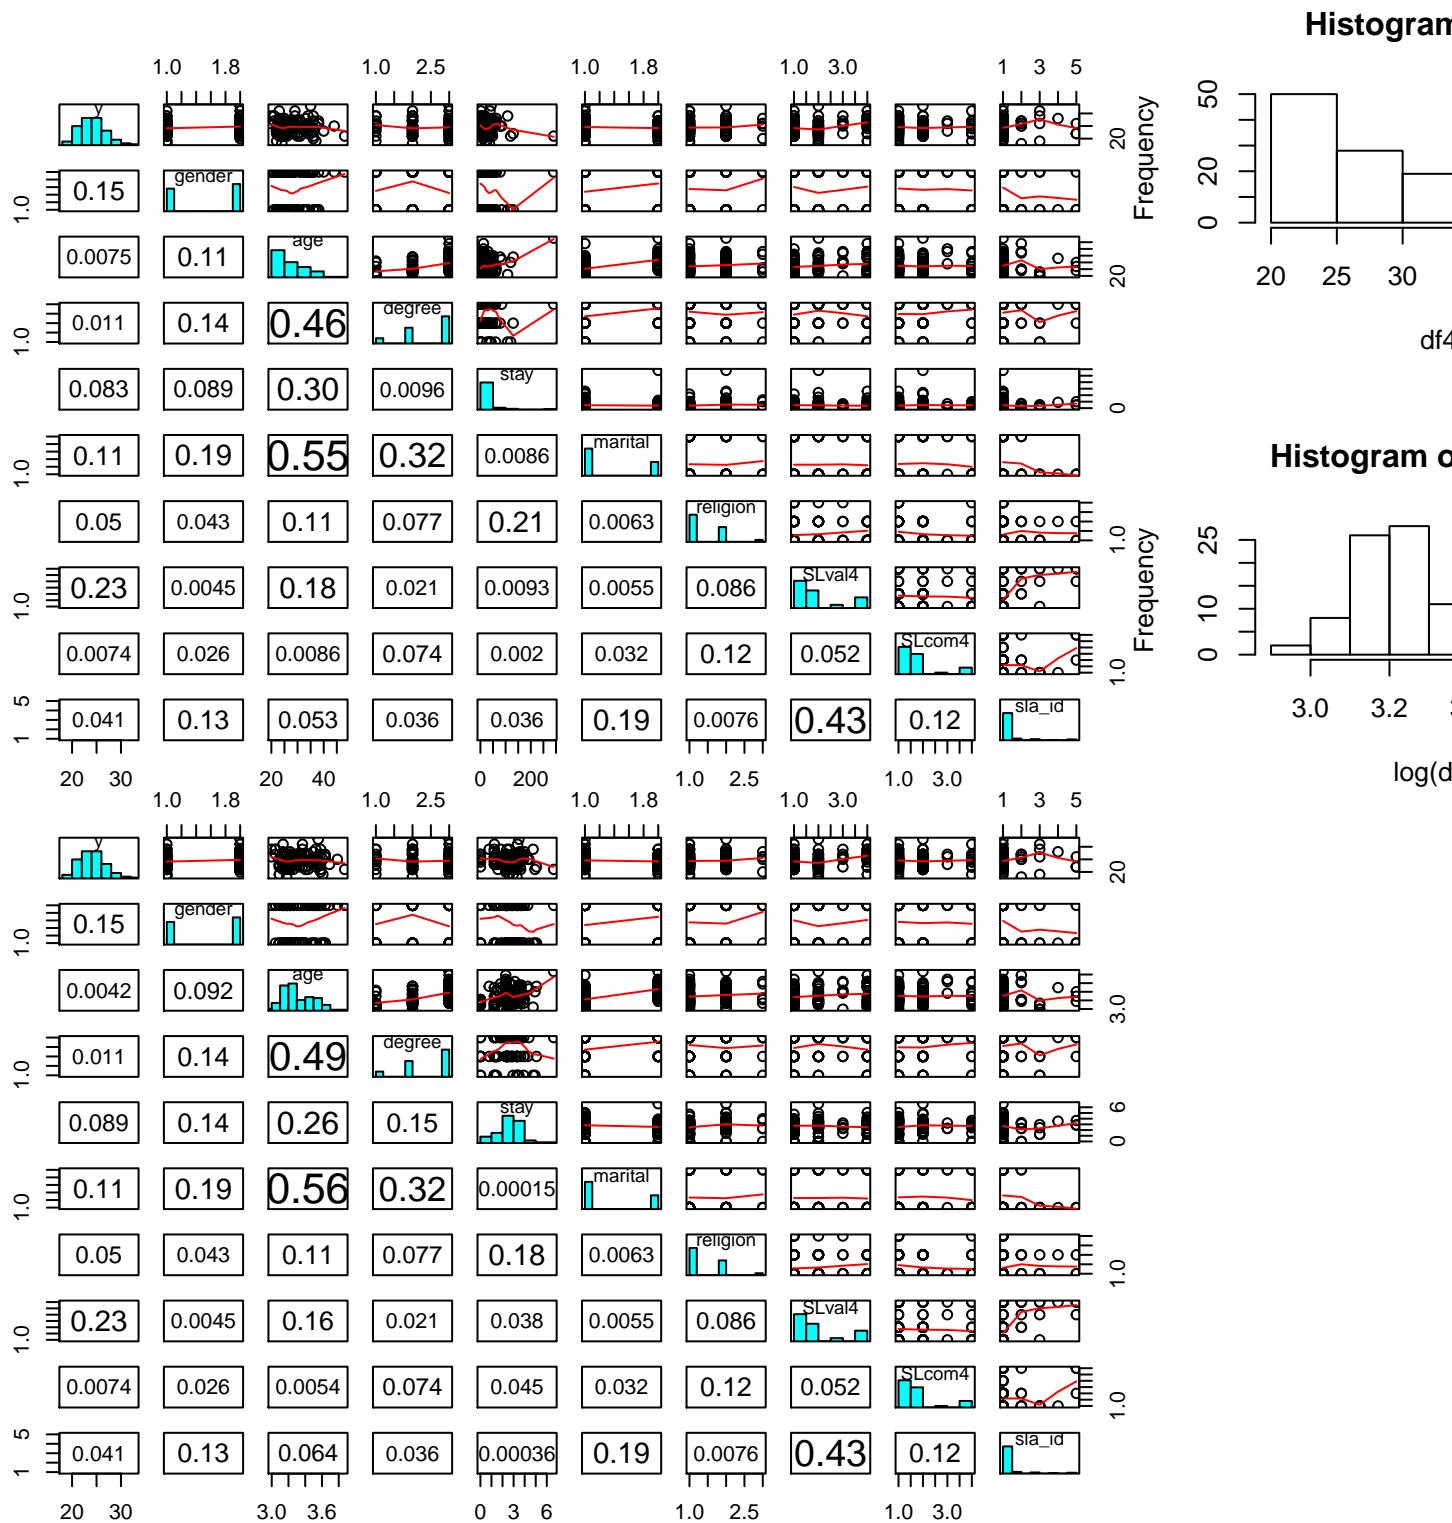 1.0 1.8 1.0 2.5 1.0 1.8 1.0 3.0 1 3 5
y 20
1.0 0.15 gender
0.0075 0.11 age 20
1.0 0.011 0.14 0.46 degree
0.083 0.089 0.30 0.0096 stay 0
1.0 0.11 0.19 0.55 0.32 0.0086 marital
0.05 0.043 0.11 0.077 0.21 0.0063 religion 1.0
1.0 0.23 0.0045 0.18 0.021 0.0093 0.0055 0.086 SLval4
0.0074 0.026 0.0086 0.074 0.002 0.032 0.12 0.052 SLcom4 1.0
1 5 0.041 0.13 0.053 0.036 0.036 0.19 0.0076 0.43 0.12 sla_id
20 30 20 40 0 200 1.0 2.5 1.0 3.0
Histogram
Frequency
0 20 50
20 25 30
df4
Histogram o
Frequency
0 10 25
3.0 3.2
log(d
1.0 1.8 1.0 2.5 1.0 1.8 1.0 3.0 1 3 5
y 20
1.0 0.15 gender
0.0042 0.092 age 3.0
1.0 0.011 0.14 0.49 degree
0.089 0.14 0.26 0.15 stay 0 6
1.0 0.11 0.19 0.56 0.32 0.00015 marital
0.05 0.043 0.11 0.077 0.18 0.0063 religion 1.0
1.0 0.23 0.0045 0.16 0.021 0.038 0.0055 0.086 SLval4
0.0074 0.026 0.0054 0.074 0.045 0.032 0.12 0.052 SLcom4 1.0
1 5 0.041 0.13 0.064 0.036 0.00036 0.19 0.0076 0.43 0.12 sla_id
20 30 3.0 3.6 0 3 6 1.0 2.5 1.0 3.0